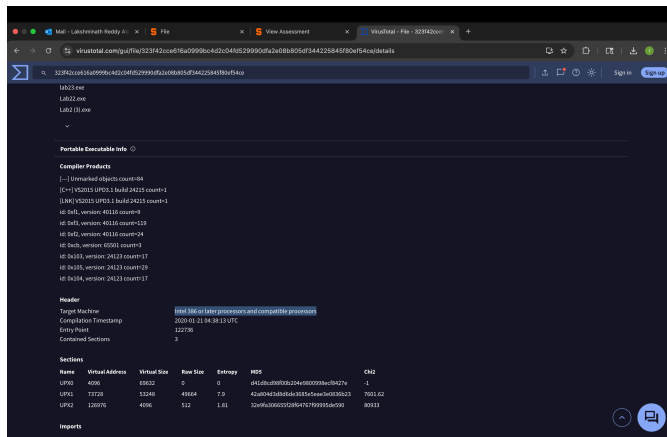 Mail - Lakshminath Reddy Al
File
View Assessment
VirusTotal - File - 323f42cce
virustotal.com/gui/file/323f42cce616a0999bc4d2c04fd529990dfa2e08b805df344225845f80ef54ce/details
323f42cce616a0999bc4d2c04fd529990dfa2e08b805df344225845f80ef54ce
Sign in
Sign up
lab23.exe
Lab22.exe
Lab2 (3).exe
Portable Executable Info
Compiler Products
[---] Unmarked objects count=84
[C++] VS2015 UPD3.1 build 24215 count=1
[LNK] VS2015 UPD3.1 build 24215 count=1
id: 0xf1, version: 40116 count=9
id: 0xf3, version: 40116 count=119
id: 0xf2, version: 40116 count=24
id: 0xcb, version: 65501 count=3
id: 0x103, version: 24123 count=17
id: 0x105, version: 24123 count=29
id: 0x104, version: 24123 count=17
Header
Target Machine Intel 386 or later processors and compatible processors
Compilation Timestamp 2020-01-21 04:38:13 UTC
Entry Point 122736
Contained Sections 3
Sections
Name Virtual Address Virtual Size Raw Size Entropy MD5 Chi2
UPX0 4096 69632 0 0 d41d8cd98f00b204e9800998ecf8427e -1
UPX1 73728 53248 49664 7.9 42a804d3d8d6de3685e5eae3e0836b23 7601.62
UPX2 126976 4096 512 1.81 32e9fa306655f28f64767f99995de590 80933
Imports